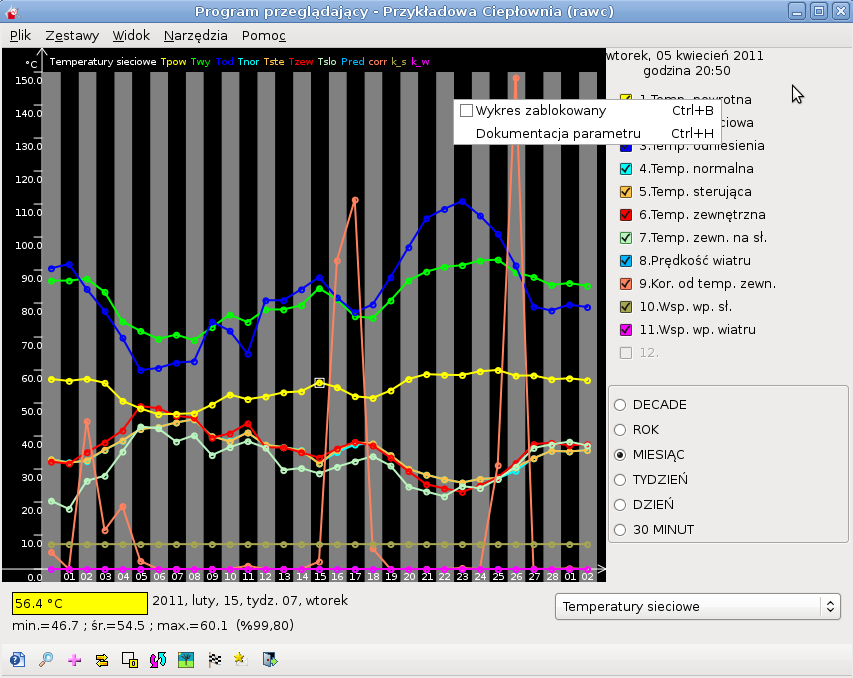 Program przeglądający - Przykładowa Ciepłownia (rawc)
Plik Zestawy Widok Narzędzia Pomoc
°C Temperatury sieciowe Tpow Twy Tod Tnor Tste Tzew Tslo Pred corr k_s k_w
150.0
140.0
130.0
120.0
110.0
100.0
90.0
80.0
70.0
60.0
50.0
40.0
30.0
20.0
10.0
0.0
01 02 03 04 05 06 07 08 09 10 11 12 13 14 15 16 17 18 19 20 21 22 23 24 25 26 27 28 01 02
wtorek, 05 kwiecień 2011
godzina 20:50
Wykres zablokowany Ctrl+B
Dokumentacja parametru Ctrl+H
4.Temp. normalna
5.Temp. sterująca
6.Temp. zewnętrzna
7.Temp. zewn. na sł.
8.Prędkość wiatru
9.Kor. od temp. zewn.
10.Wsp. wp. sł.
11.Wsp. wp. wiatru
12.
DECADE
ROK
MIESIĄC
TYDZIEŃ
DZIEŃ
30 MINUT
56.4 °C 2011, luty, 15, tydz. 07, wtorek
min.=46.7 ; śr.=54.5 ; max.=60.1 (%99,80)
Temperatury sieciowe